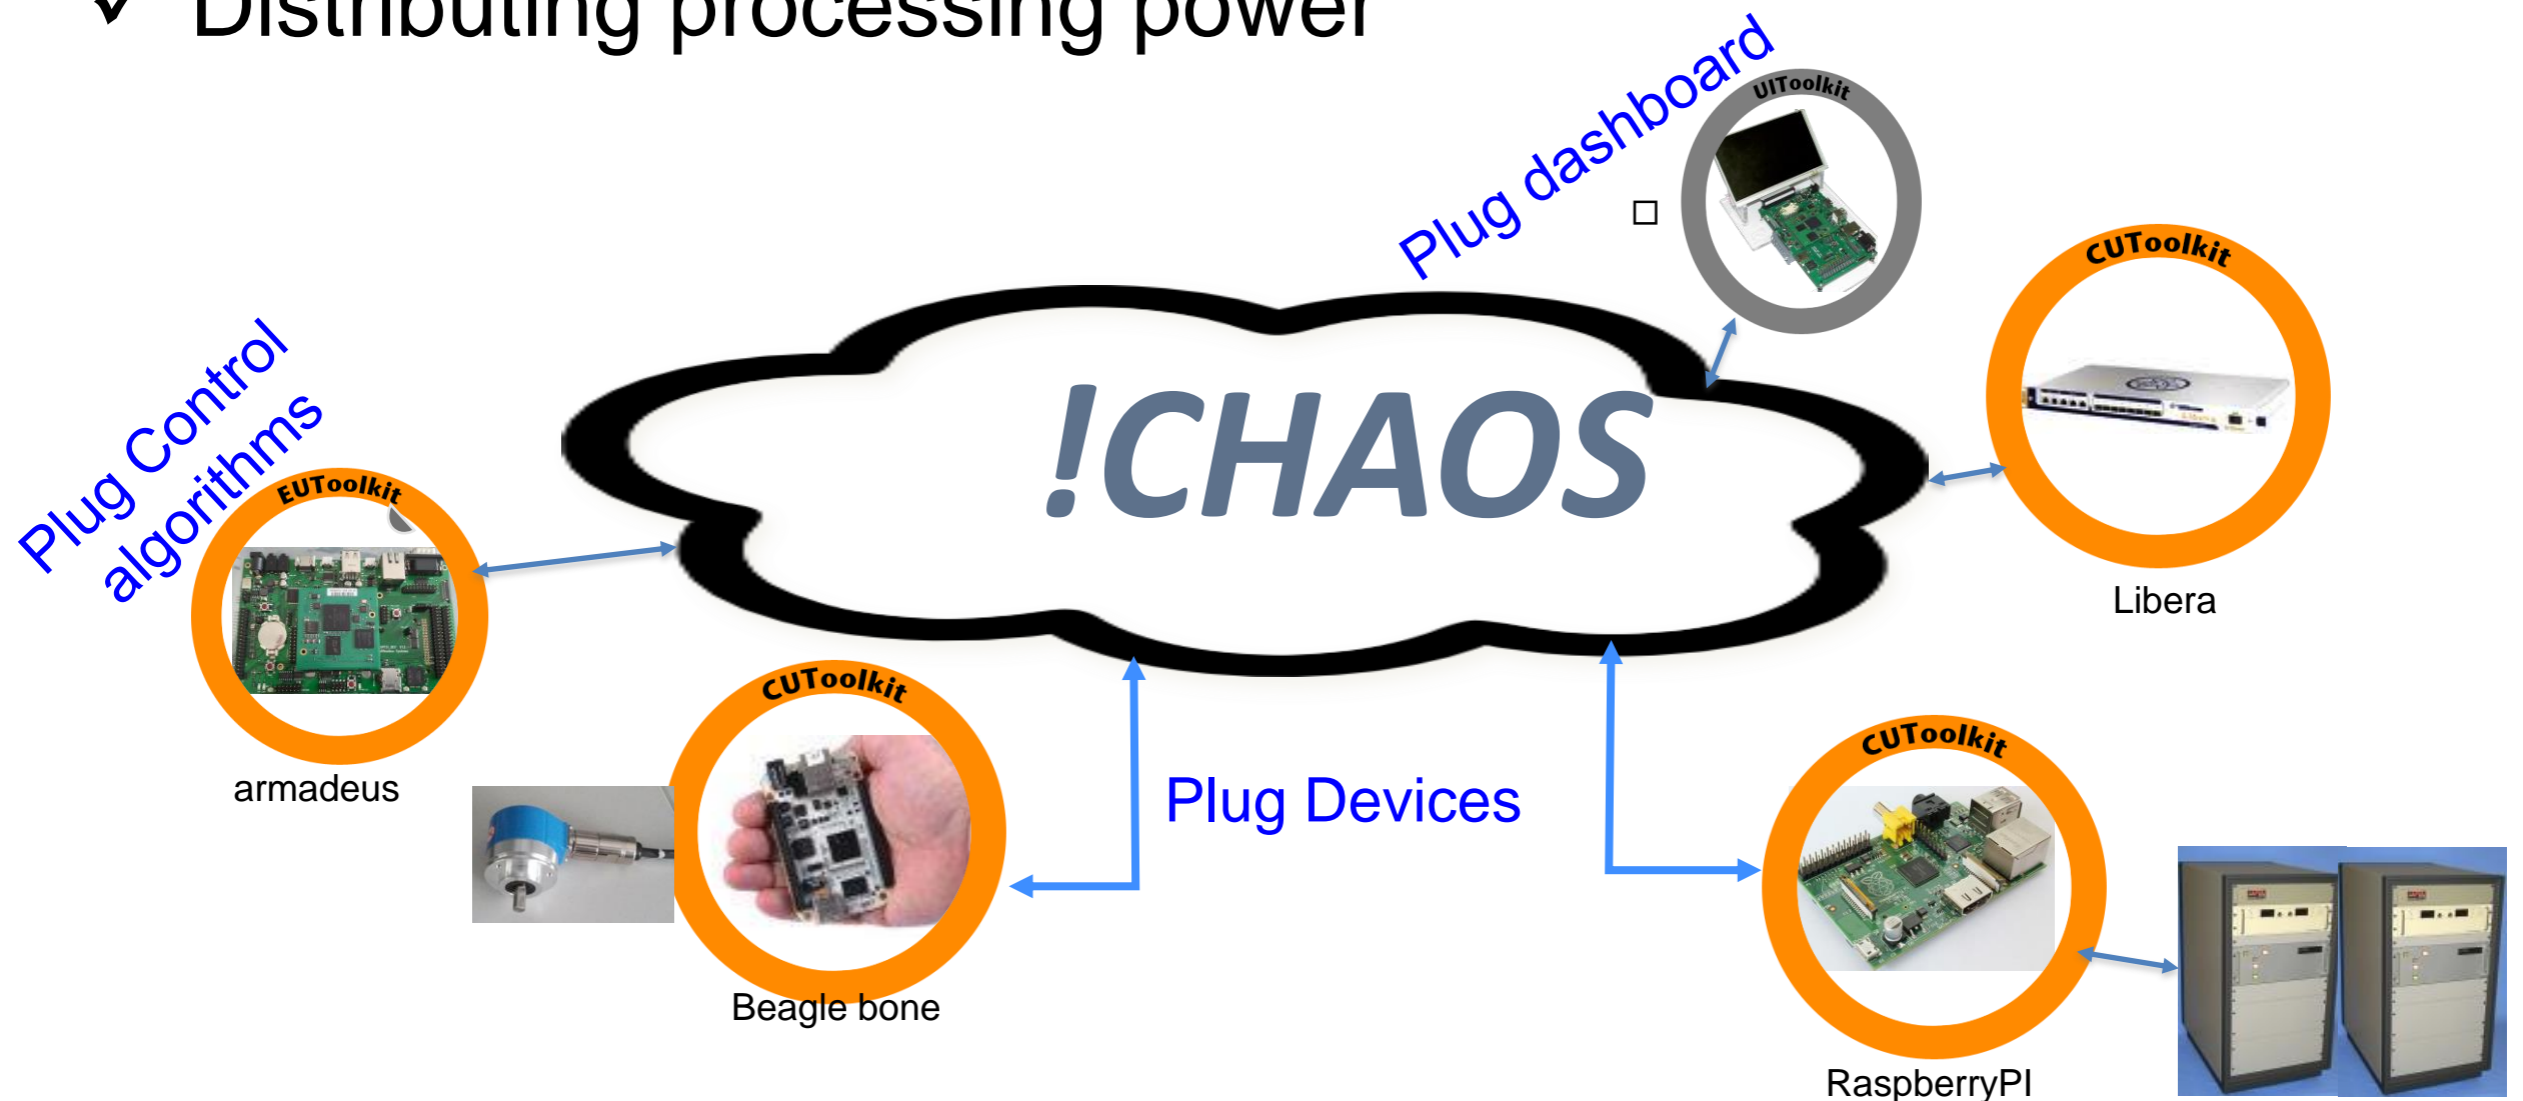 ✓ Distributing processing power
Plug dashboard
UIToolkit
CUToolkit
Plug Control
algorithms
!CHAOS
EUToolkit
Libera
armadeus
CUToolkit
Plug Devices
CUToolkit
Beagle bone
RaspberryPI